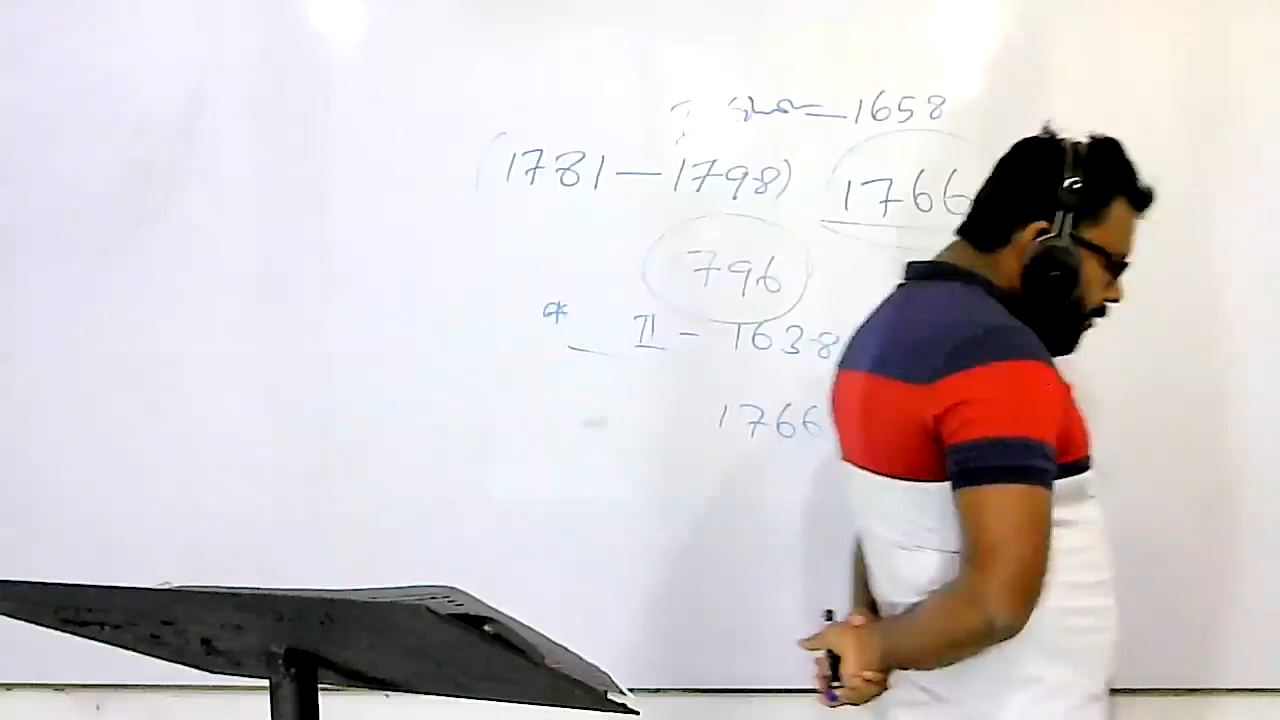 I = 1658
(1781 — 1798) 1766
796
* II - 1638
1766